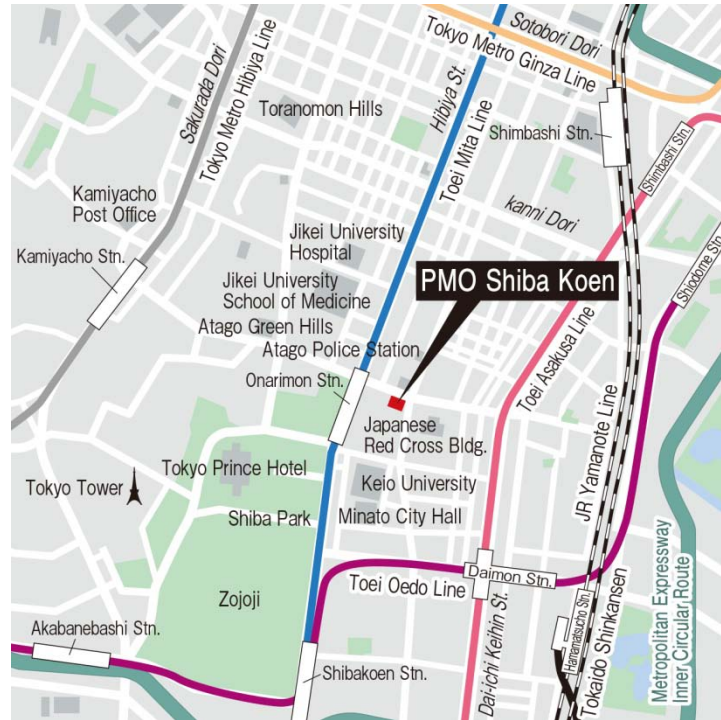 Sotobori Dori
Tokyo Metro Ginza Line
Sakurada Dori
Tokyo Metro Hibiya Line
Hibiya St.
Toei Mita Line
Toranomon Hills
Shimbashi Stn.
Shimbashi Stn.
Kamiyacho
Post Office
kanni Dori
Jikei University
Hospital
Kamiyacho Stn.
Shiodome Stn.
Jikei University
School of Medicine
PMO Shiba Koen
Atago Green Hills
Atago Police Station
Toei Asakusa Line
Onarimon Stn.
Japanese
Red Cross Bldg.
Tokyo Prince Hotel
Keio University
Tokyo Tower
JR Yamanote Line
Shiba Park
Minato City Hall
Daimon Stn.
Toei Oedo Line
Zojoji
Hamamatsucho Stn.
Metropolitan Expressway
Inner Circular Route
Akabanebashi Stn.
Dai-ichi Keihin St.
Tokaido Shinkansen
Shibakoen Stn.